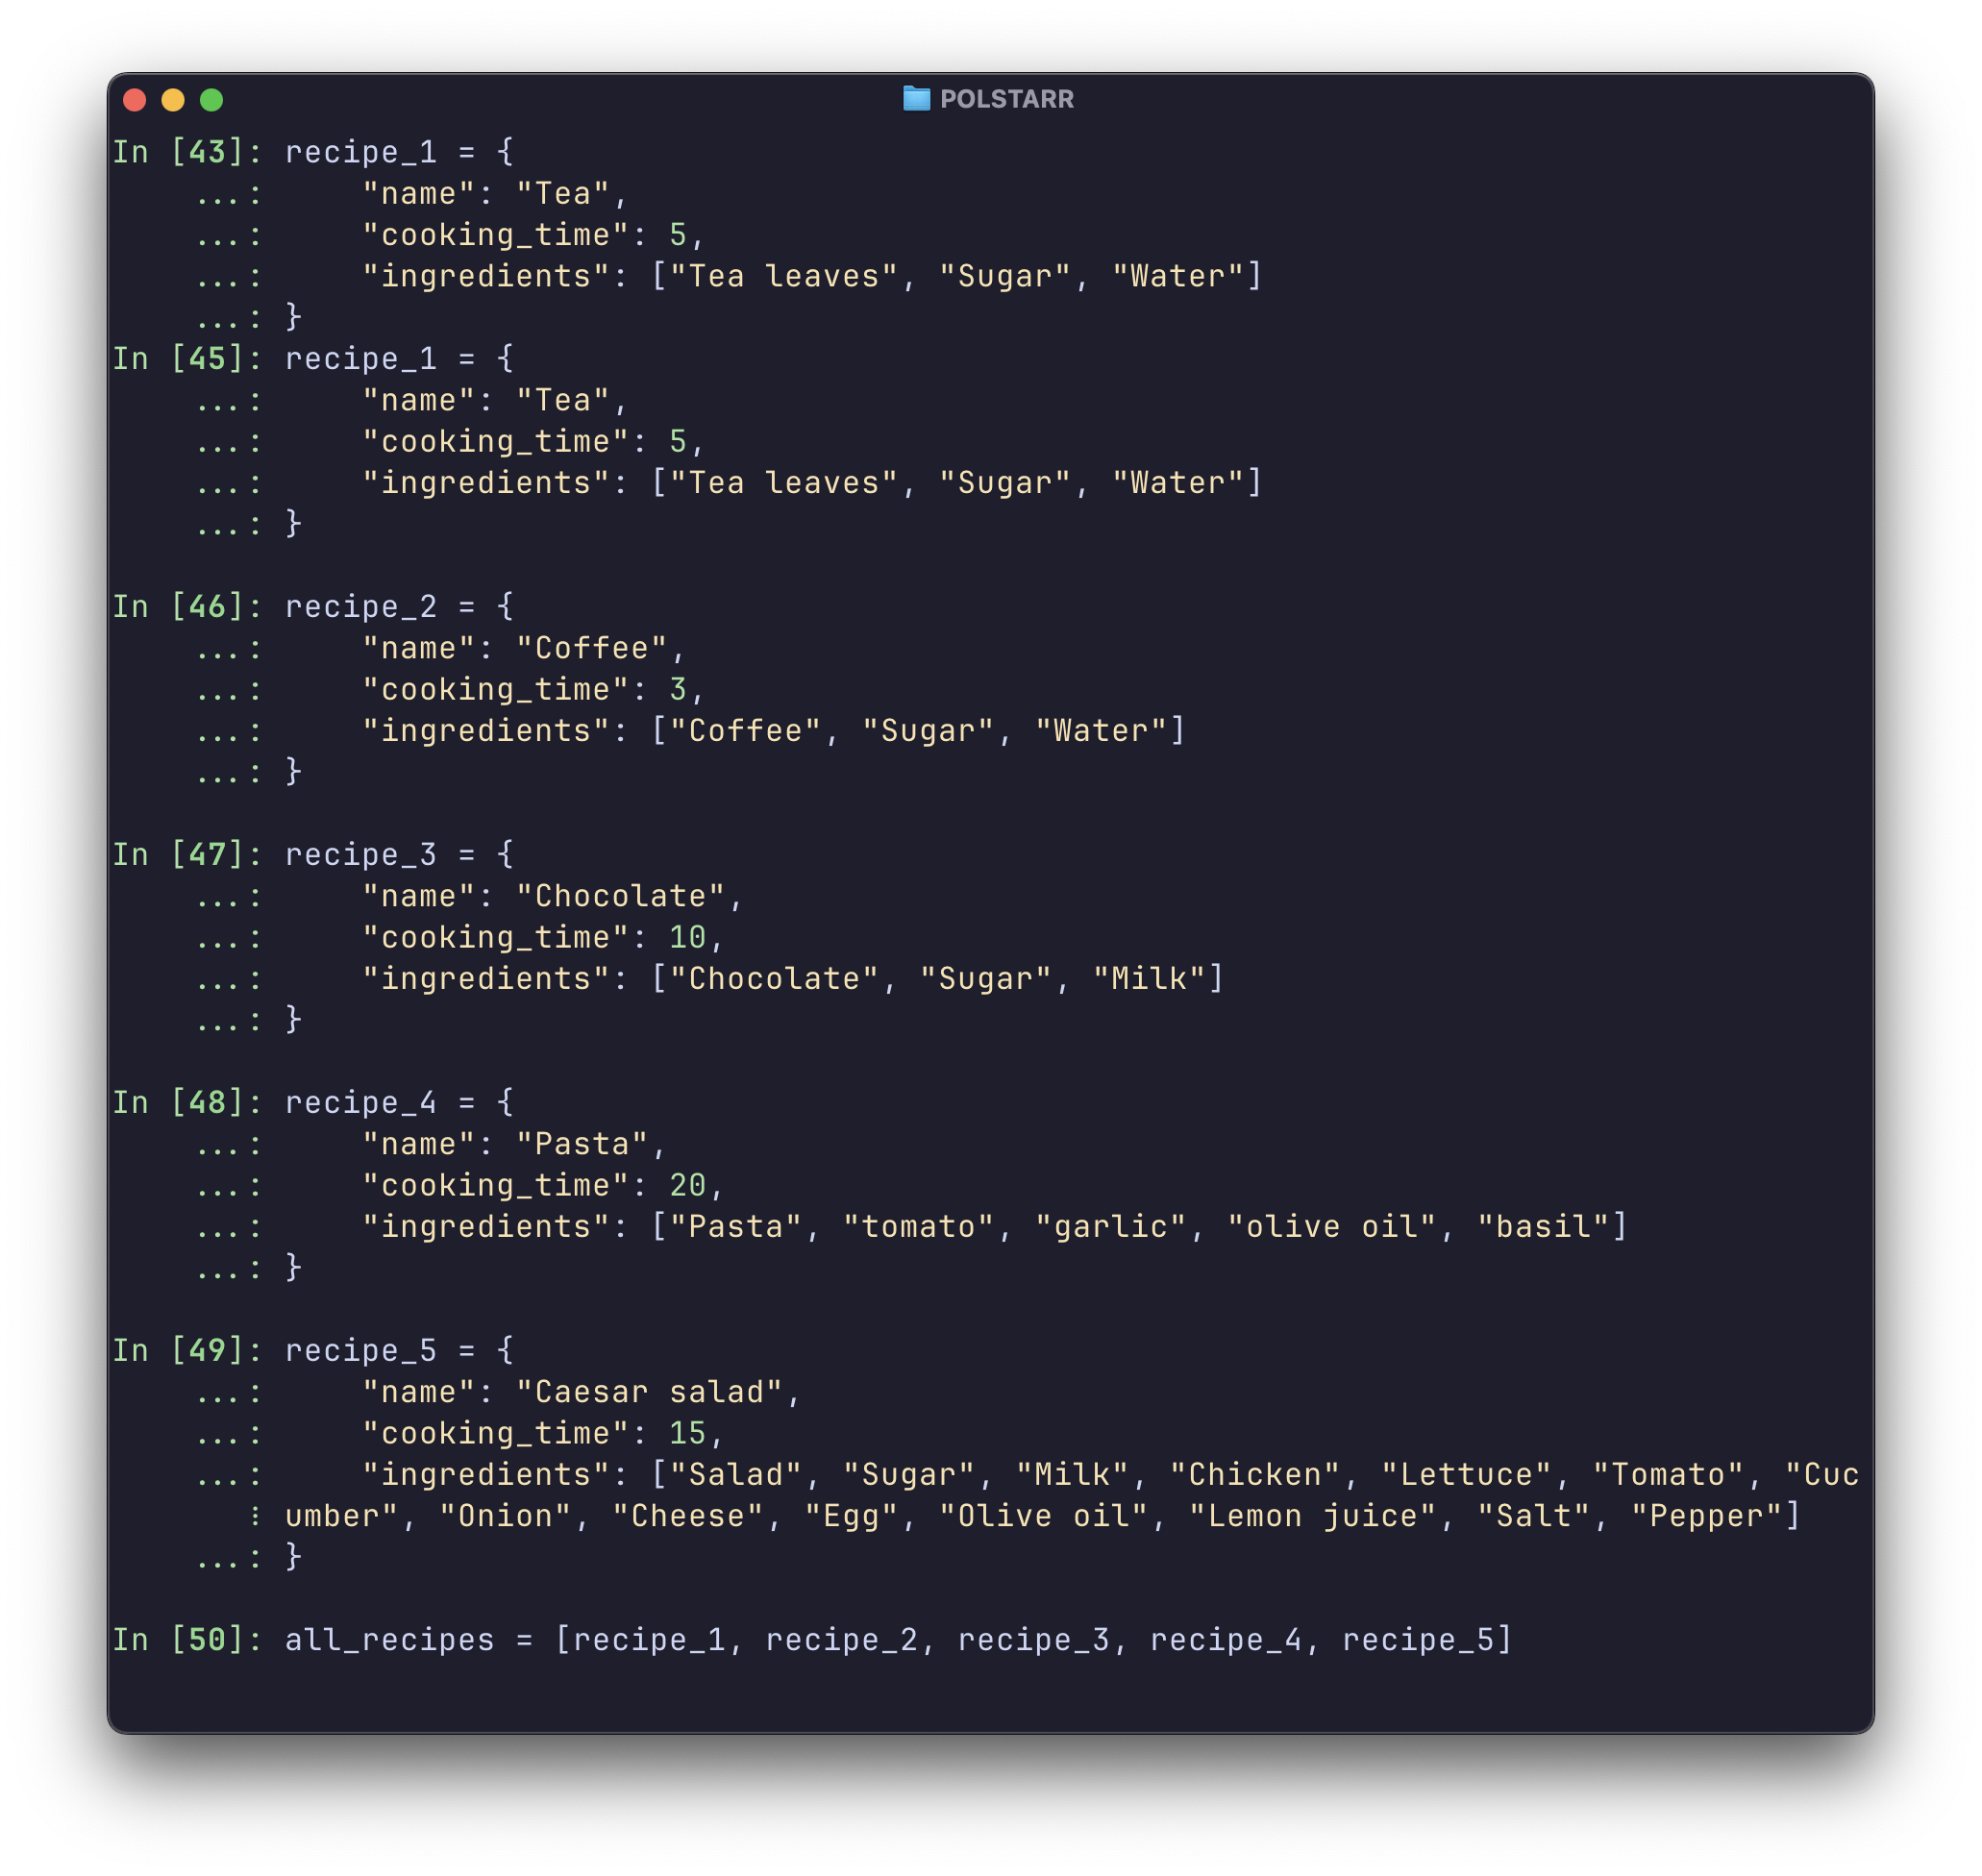 POLSTARR
In [43]: recipe_1 = {
...:     "name": "Tea",
...:     "cooking_time": 5,
...:     "ingredients": ["Tea leaves", "Sugar", "Water"]
...: }
In [45]: recipe_1 = {
...:     "name": "Tea",
...:     "cooking_time": 5,
...:     "ingredients": ["Tea leaves", "Sugar", "Water"]
...: }
In [46]: recipe_2 = {
...:     "name": "Coffee",
...:     "cooking_time": 3,
...:     "ingredients": ["Coffee", "Sugar", "Water"]
...: }
In [47]: recipe_3 = {
...:     "name": "Chocolate",
...:     "cooking_time": 10,
...:     "ingredients": ["Chocolate", "Sugar", "Milk"]
...: }
In [48]: recipe_4 = {
...:     "name": "Pasta",
...:     "cooking_time": 20,
...:     "ingredients": ["Pasta", "tomato", "garlic", "olive oil", "basil"]
...: }
In [49]: recipe_5 = {
...:     "name": "Caesar salad",
...:     "cooking_time": 15,
...:     "ingredients": ["Salad", "Sugar", "Milk", "Chicken", "Lettuce", "Tomato", "Cuc
⋮ umber", "Onion", "Cheese", "Egg", "Olive oil", "Lemon juice", "Salt", "Pepper"]
...: }
In [50]: all_recipes = [recipe_1, recipe_2, recipe_3, recipe_4, recipe_5]